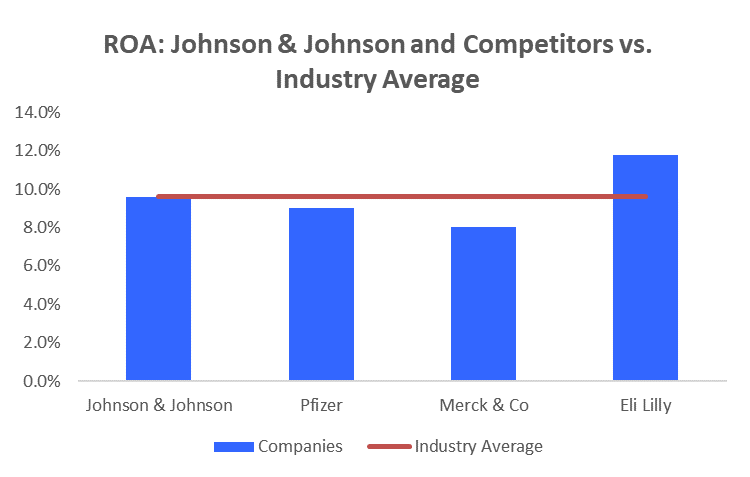 ROA: Johnson & Johnson and Competitors vs.
Industry Average
14.0%
12.0%
10.0%
8.0%
6.0%
4.0%
2.0%
0.0%
Johnson & Johnson Pfizer Merck & Co Eli Lilly
Companies Industry Average